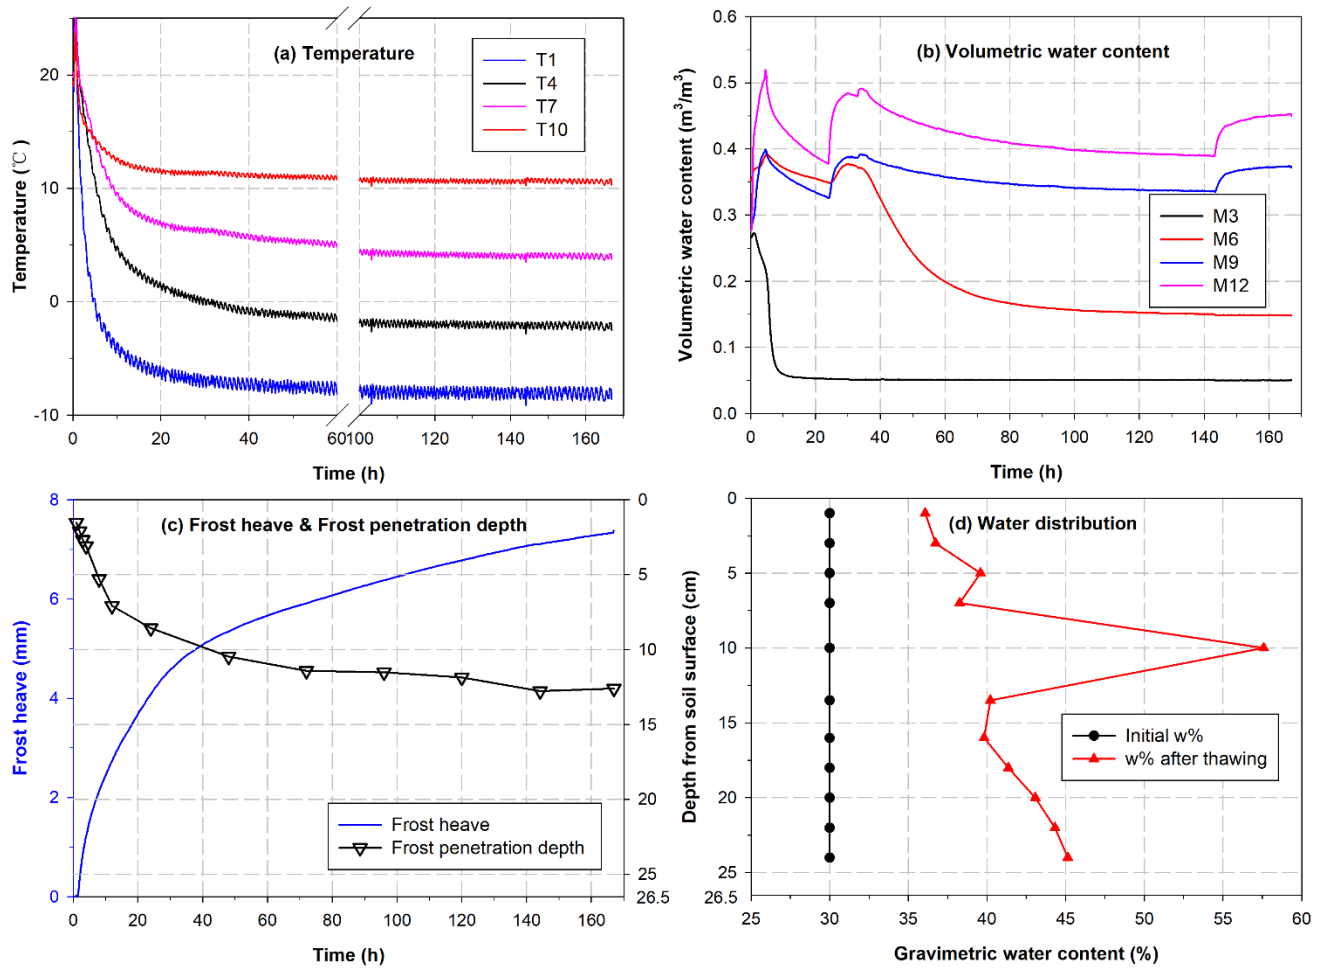 (a) Temperature
T1
T4
T7
T10
20
10
0
-10
Temperature (℃)
0
10
20
30
40
50
60
100
120
140
160
Time (h)
(b) Volumetric water content
0.6
0.5
0.4
0.3
0.2
0.1
0.0
Volumetric water content (m³/m³)
M3
M6
M9
M12
0
20
40
60
80
100
120
140
160
Time (h)
(c) Frost heave & Frost penetration depth
8
6
4
2
0
Frost heave (mm)
0
5
10
15
20
25
26.5
Frost heave
Frost penetration depth
0
20
40
60
80
100
120
140
160
Time (h)
(d) Water distribution
0
5
10
15
20
25
26.5
Depth from soil surface (cm)
Initial w%
w% after thawing
25
30
35
40
45
50
55
60
Gravimetric water content (%)